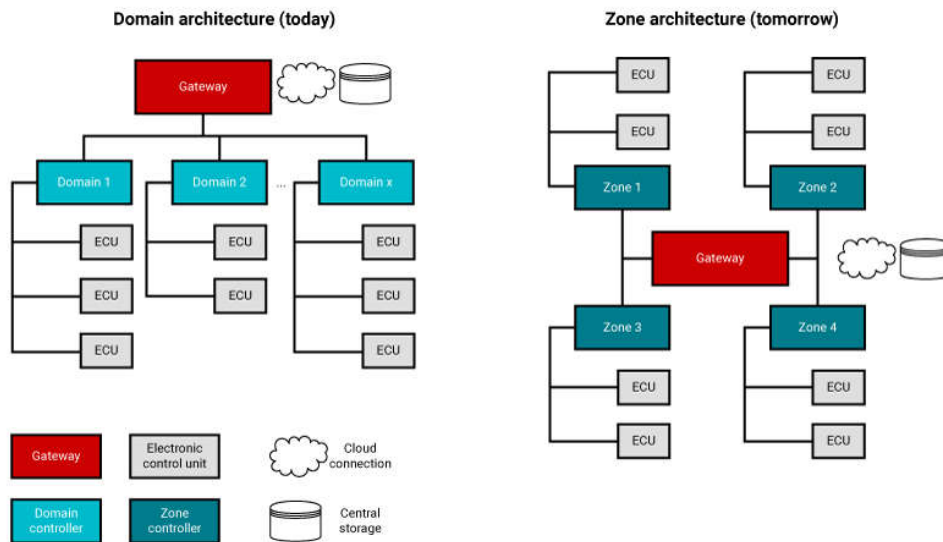 Domain architecture (today)
Gateway
Domain 1
Domain 2
...
Domain x
ECU
ECU
ECU
ECU
ECU
ECU
ECU
ECU
Gateway
Electronic
control unit
Cloud
connection
Domain
controller
Zone
controller
Central
storage
Zone architecture (tomorrow)
ECU
ECU
ECU
ECU
Zone 1
Zone 2
Gateway
Zone 3
Zone 4
ECU
ECU
ECU
ECU